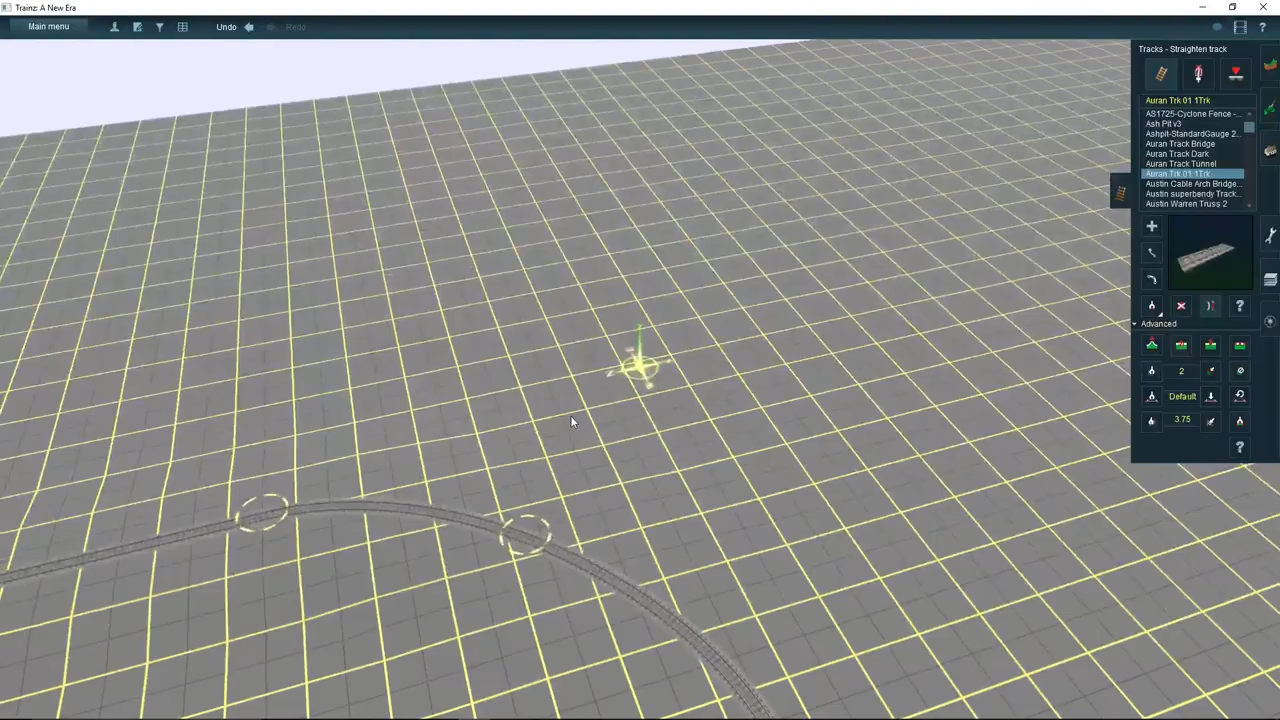 Trainz: A New Era
Main menu
Undo
Redo
Tracks - Straighten track
Auran Trk 01 1Trk
AS1725-Cyclone Fence -...
Ash Pit v3
Ashpit-StandardGauge 2...
Auran Track Bridge
Auran Track Dark
Auran Track Tunnel
Auran Trk 01 1Trk
Austin Cable Arch Bridge...
Austin superbendy Track...
Austin Warren Truss 2
Advanced
2
Default
3.75